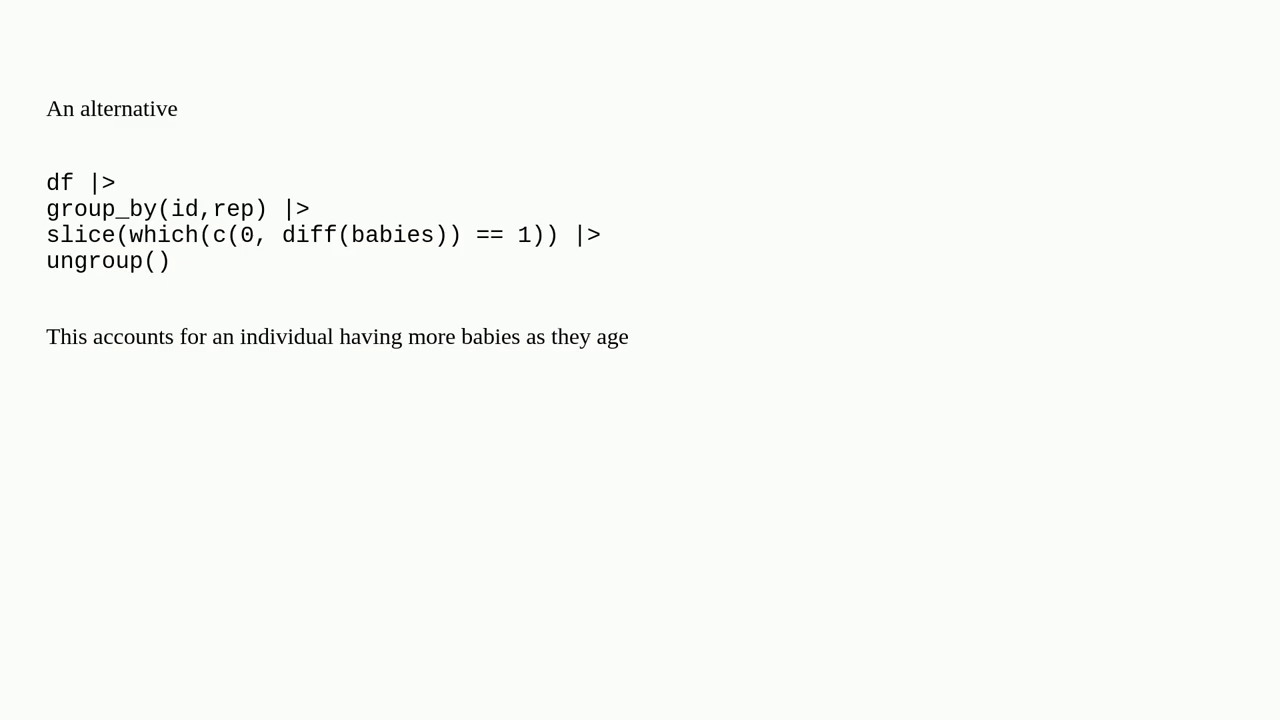 An alternative
df |>
group_by(id,rep) |>
slice(which(c(0, diff(babies)) == 1)) |>
ungroup()
This accounts for an individual having more babies as they age